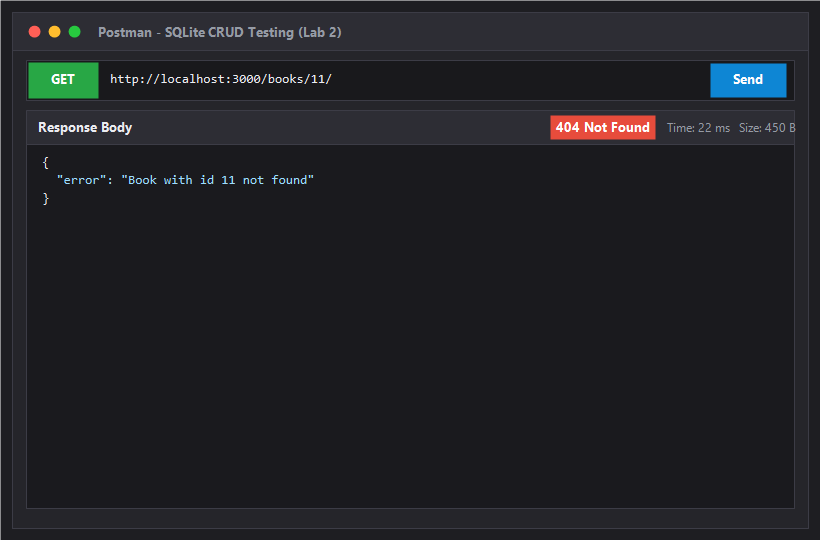 Postman - SQLite CRUD Testing (Lab 2)
GET http://localhost:3000/books/11/ Send
Response Body 404 Not Found Time: 22 ms Size: 450 B
{
"error": "Book with id 11 not found"
}